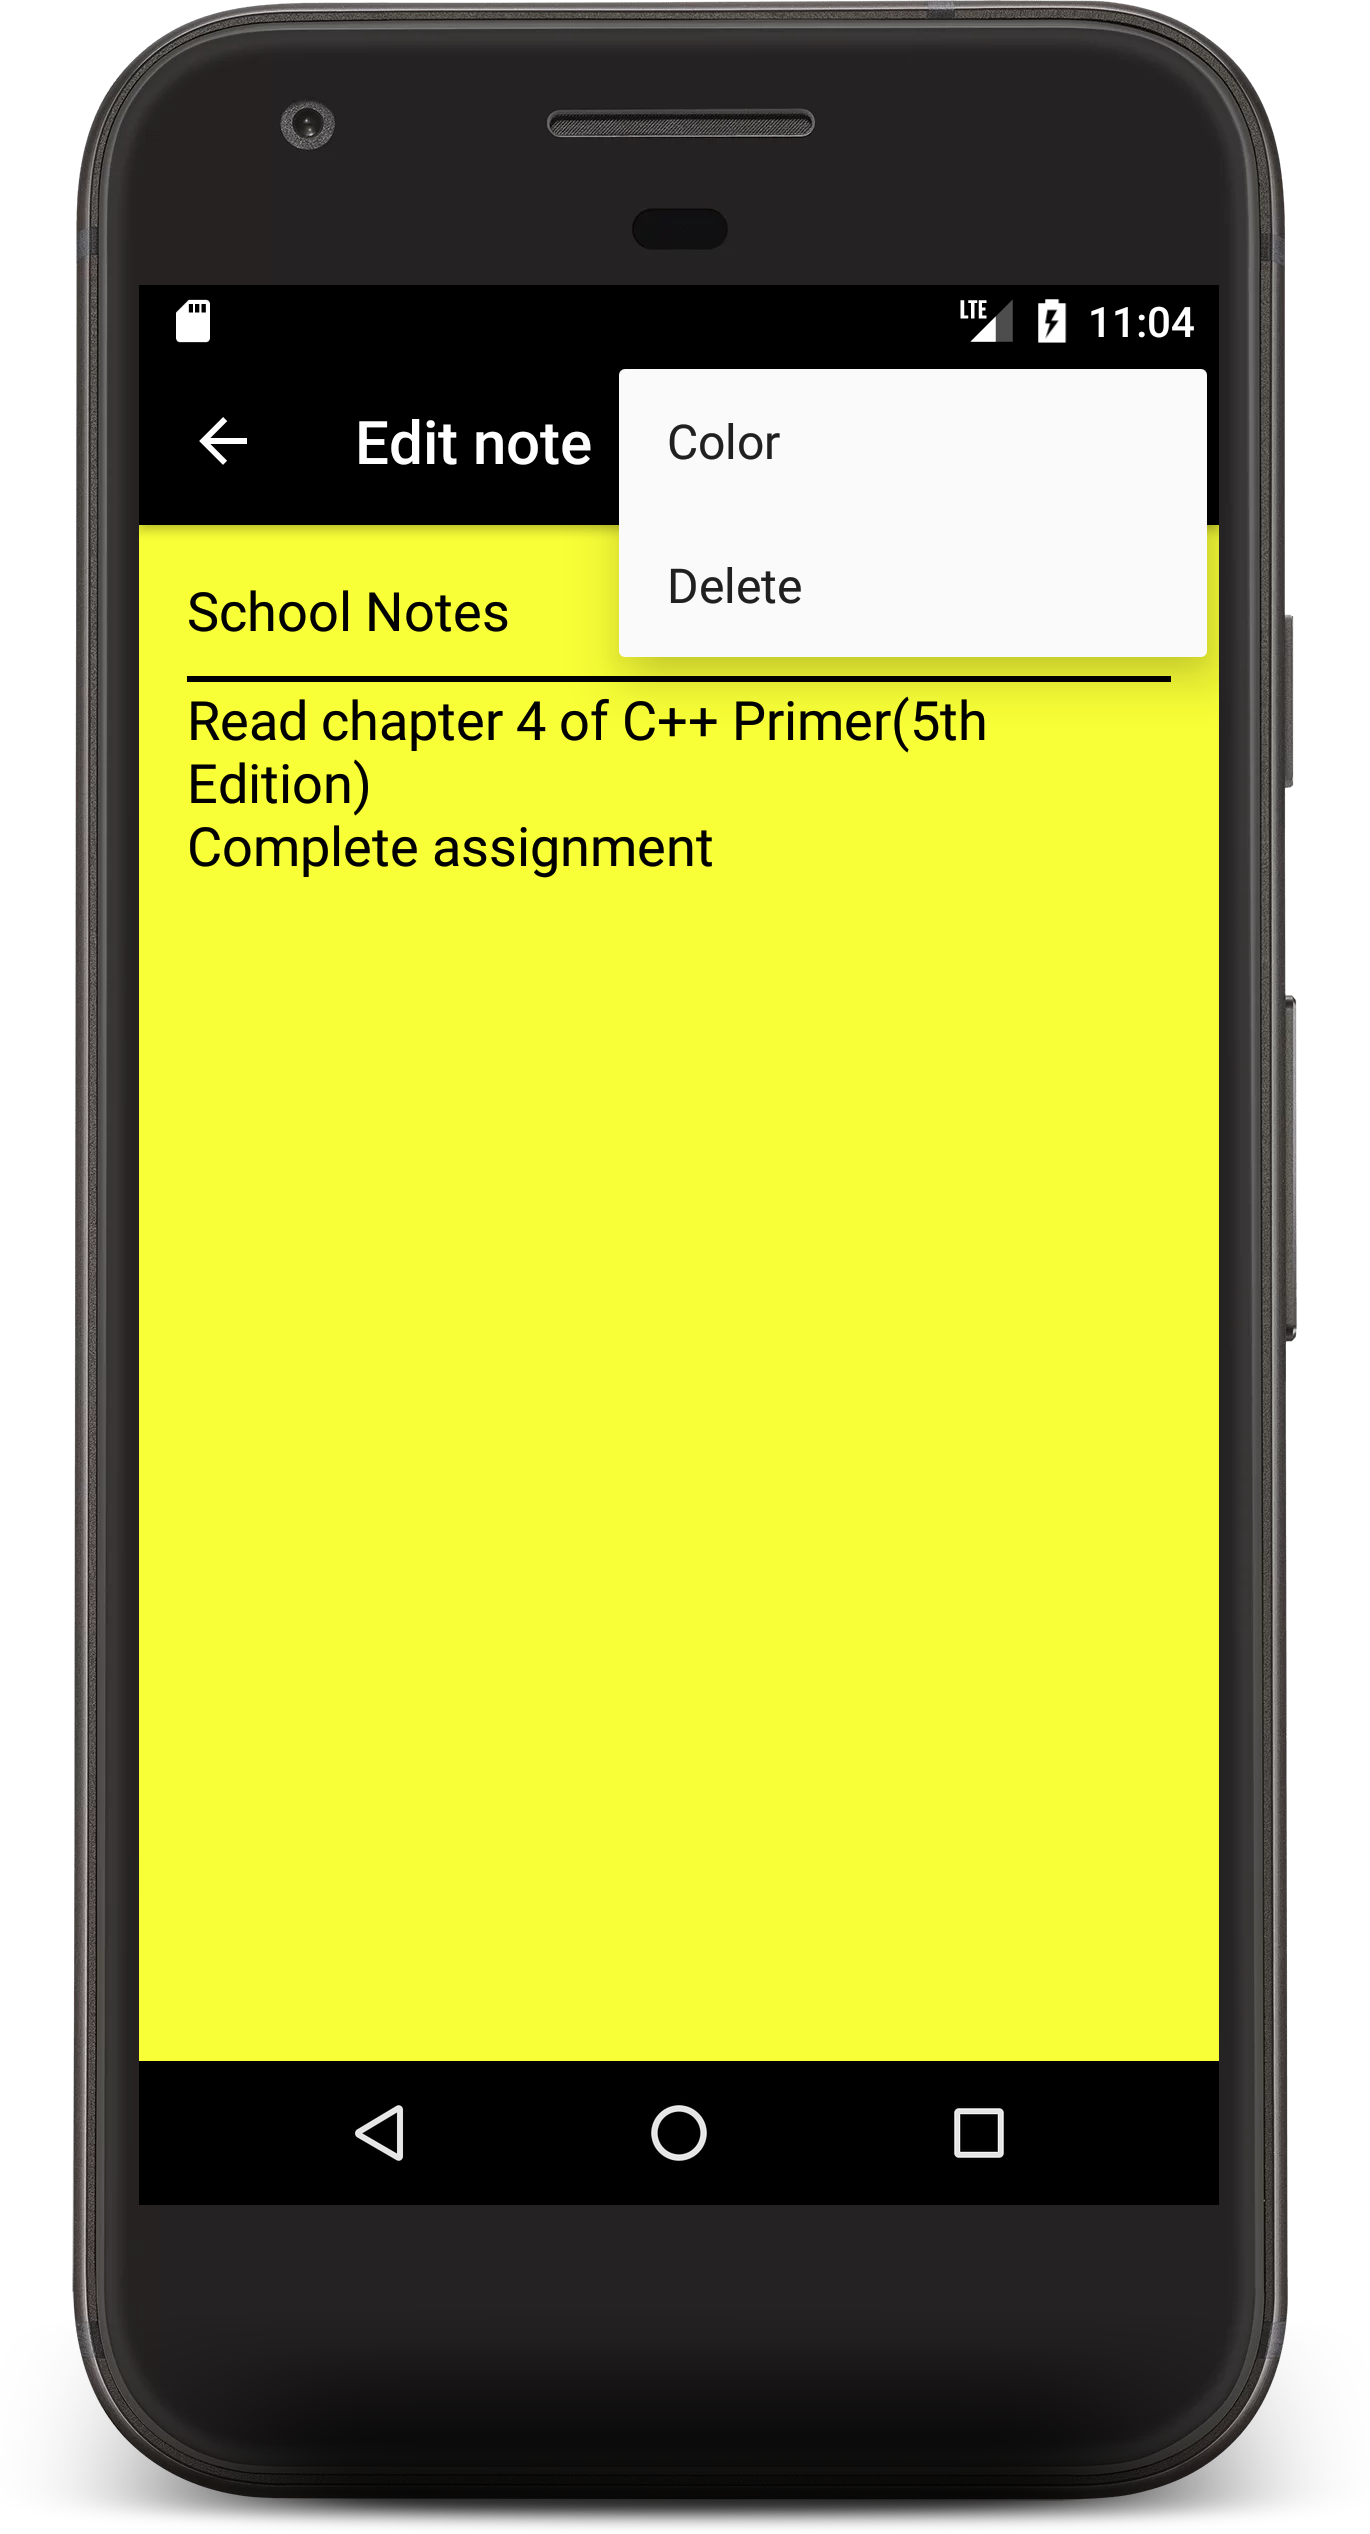 LTE 11:04
Edit note
Color
Delete
School Notes
Read chapter 4 of C++ Primer(5th
Edition)
Complete assignment